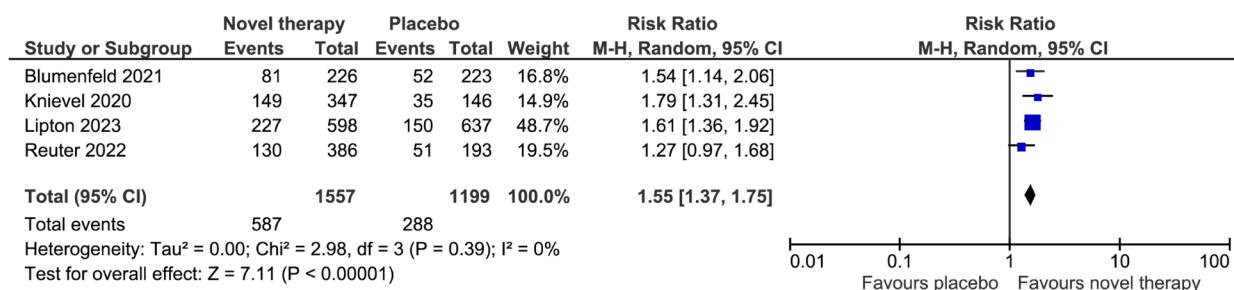 Novel therapy Placebo Risk Ratio Risk Ratio
Study or Subgroup Events Total Events Total Weight M-H, Random, 95% CI M-H, Random, 95% CI
Blumenfeld 2021 81 226 52 223 16.8% 1.54 [1.14, 2.06]
Knievel 2020 149 347 35 146 14.9% 1.79 [1.31, 2.45]
Lipton 2023 227 598 150 637 48.7% 1.61 [1.36, 1.92]
Reuter 2022 130 386 51 193 19.5% 1.27 [0.97, 1.68]
Total (95% CI) 1557 1199 100.0% 1.55 [1.37, 1.75]
Total events 587 288
Heterogeneity: Tau² = 0.00; Chi² = 2.98, df = 3 (P = 0.39); I² = 0%
Test for overall effect: Z = 7.11 (P < 0.00001)
0.01 0.1 1 10 100
Favours placebo Favours novel therapy